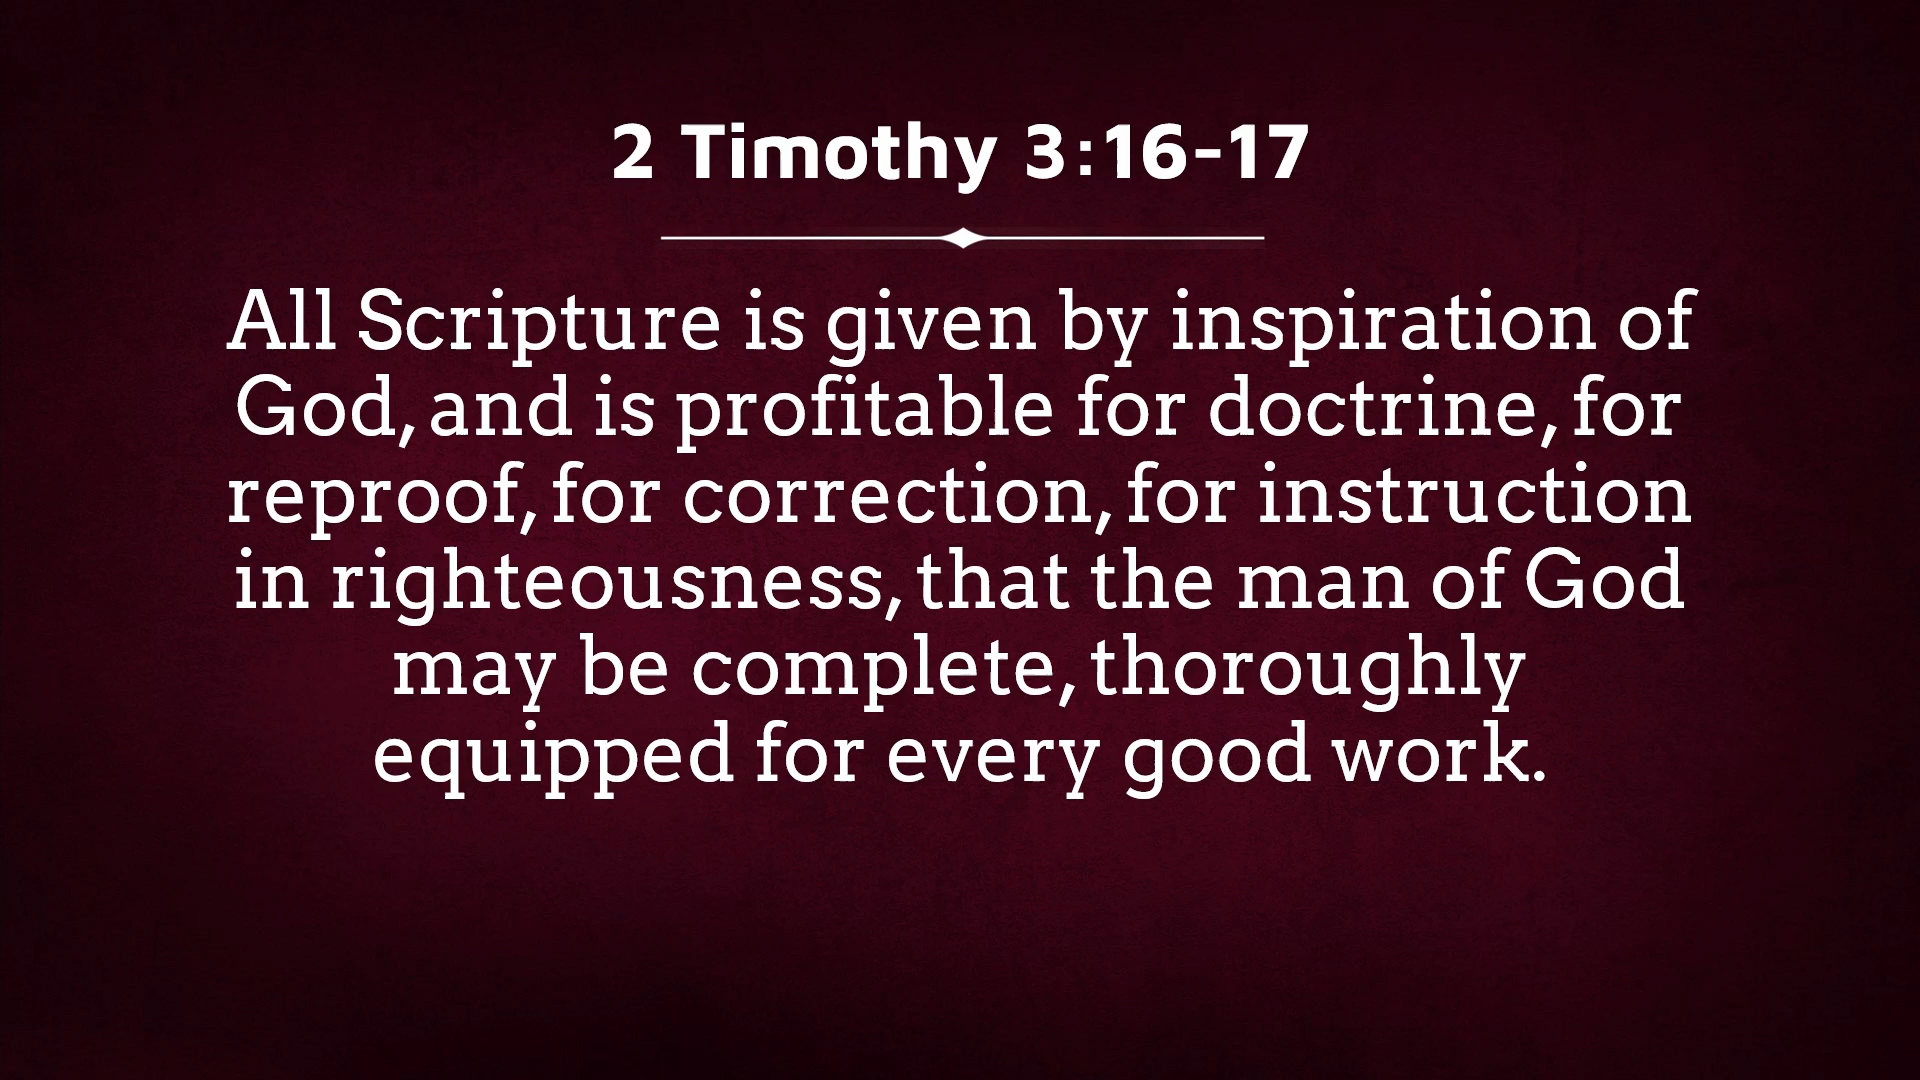 2 Timothy 3:16-17
All Scripture is given by inspiration of
God, and is profitable for doctrine, for
reproof, for correction, for instruction
in righteousness, that the man of God
may be complete, thoroughly
equipped for every good work.